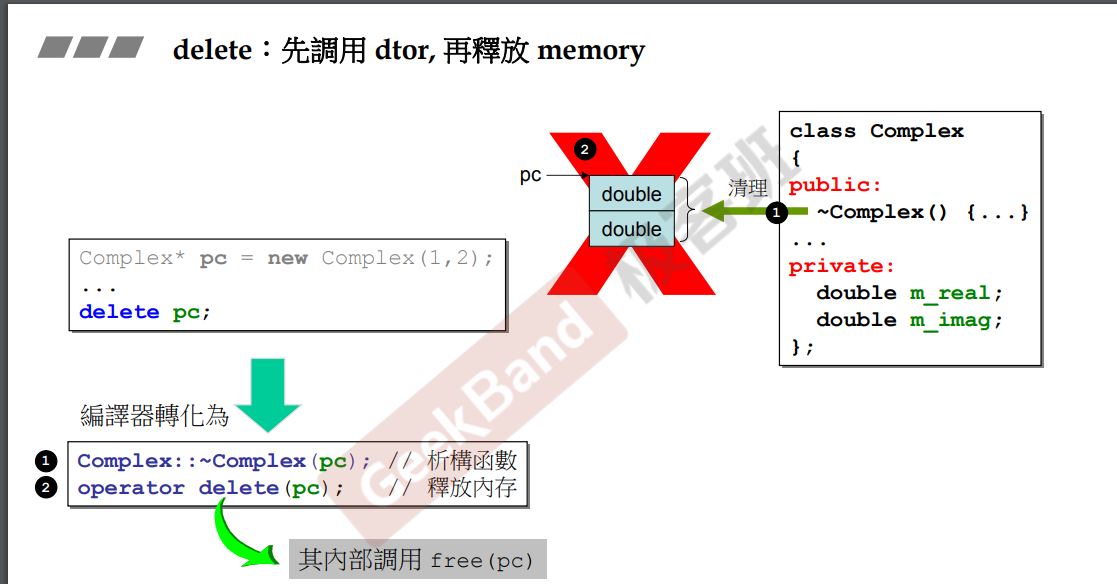 delete：先調用 dtor, 再釋放 memory
Complex* pc = new Complex(1,2);
...
delete pc;
編譯器轉化為
1 Complex::~Complex(pc); // 析構函數
2 operator delete(pc); // 釋放內存
其內部調用 free(pc)
2
pc
double
double
清理
1
class Complex
{
public:
~Complex() {...}
...
private:
double m_real;
double m_imag;
};
GeekBand 极客班